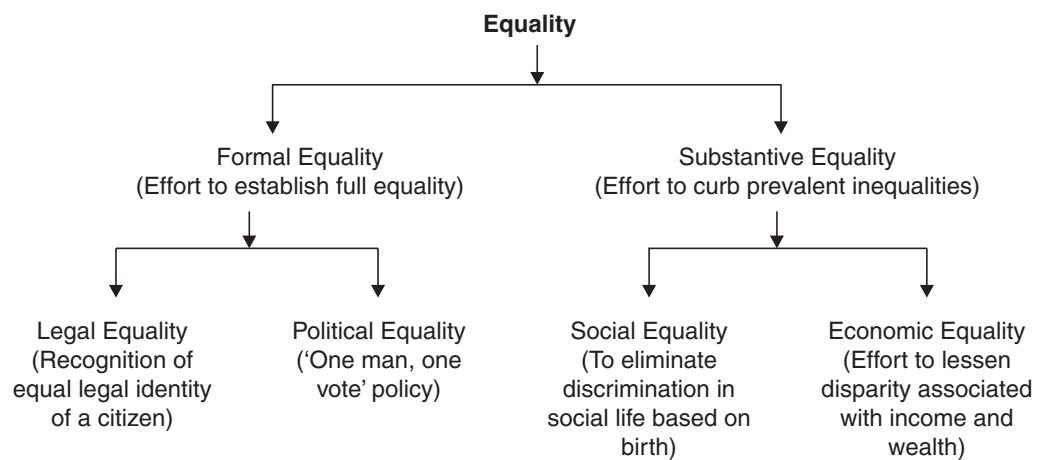 Equality
Formal Equality
(Effort to establish full equality)
Substantive Equality
(Effort to curb prevalent inequalities)
Legal Equality
(Recognition of
equal legal identity
of a citizen)
Political Equality
(‘One man, one
vote’ policy)
Social Equality
(To eliminate
discrimination in
social life based on
birth)
Economic Equality
(Effort to lessen
disparity associated
with income and
wealth)